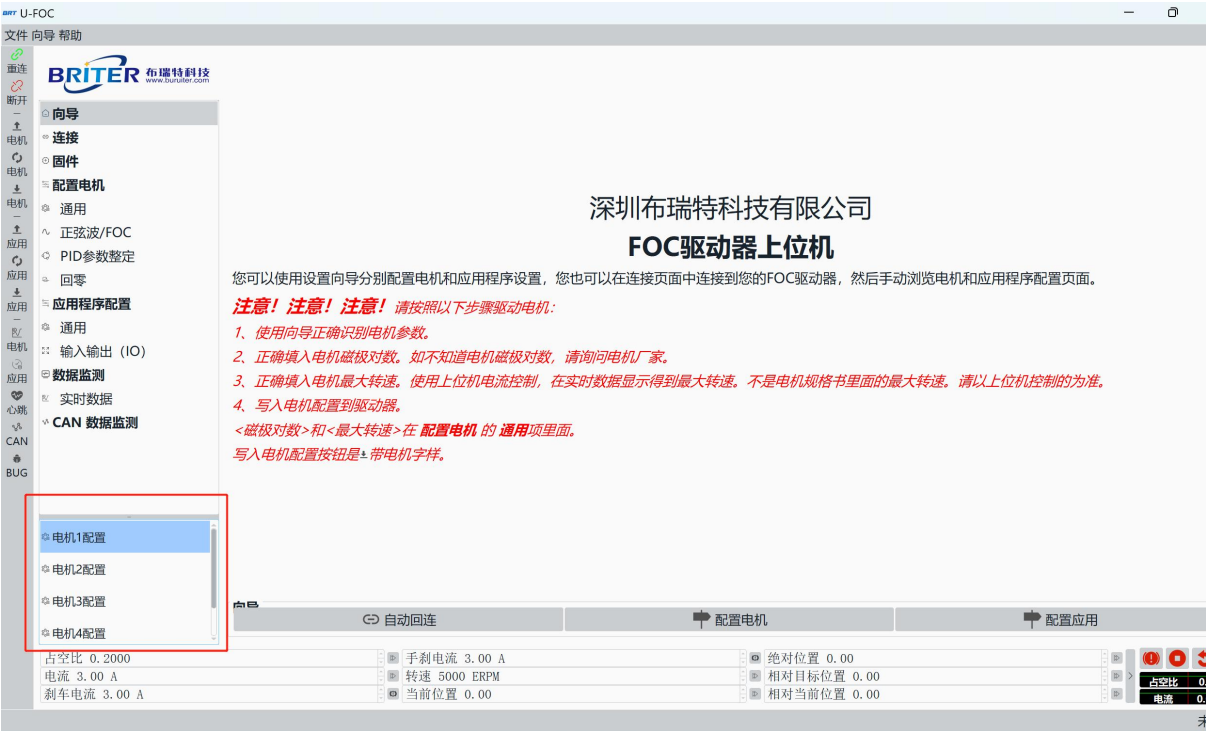 BRT U-FOC
文件 向导 帮助
重连
断开
电机
电机
电机
应用
应用
应用
电机
应用
心跳
CAN
BUG
BRITER 布瑞特科技
www.buruiter.com
向导
连接
固件
配置电机
通用
正弦波/FOC
PID参数整定
回零
应用程序配置
通用
输入输出（IO）
数据监测
实时数据
CAN 数据监测
电机1配置
电机2配置
电机3配置
电机4配置
深圳布瑞特科技有限公司
FOC驱动器上位机
您可以使用设置向导分别配置电机和应用程序设置，您也可以在连接页面中连接到您的FOC驱动器，然后手动浏览电机和应用程序配置页面。
注意！注意！注意！请按照以下步骤驱动电机：
1、使用向导正确识别电机参数。
2、正确填入电机磁极对数。如不知道电机磁极对数，请询问电机厂家。
3、正确填入电机最大转速。使用上位机电流控制，在实时数据显示得到最大转速。不是电机规格书里面的最大转速。请以上位机控制的为准。
4、写入电机配置到驱动器。
<磁极对数>和<最大转速>在 配置电机 的 通用项里面。
写入电机配置按钮是带电机字样。
向导
自动回连 配置电机 配置应用
占空比 0.2000 手刹电流 3.00 A 绝对位置 0.00
电流 3.00 A 转速 5000 ERPM 相对目标位置 0.00
刹车电流 3.00 A 当前位置 0.00 相对当前位置 0.00
占空比 0.
电流 0.